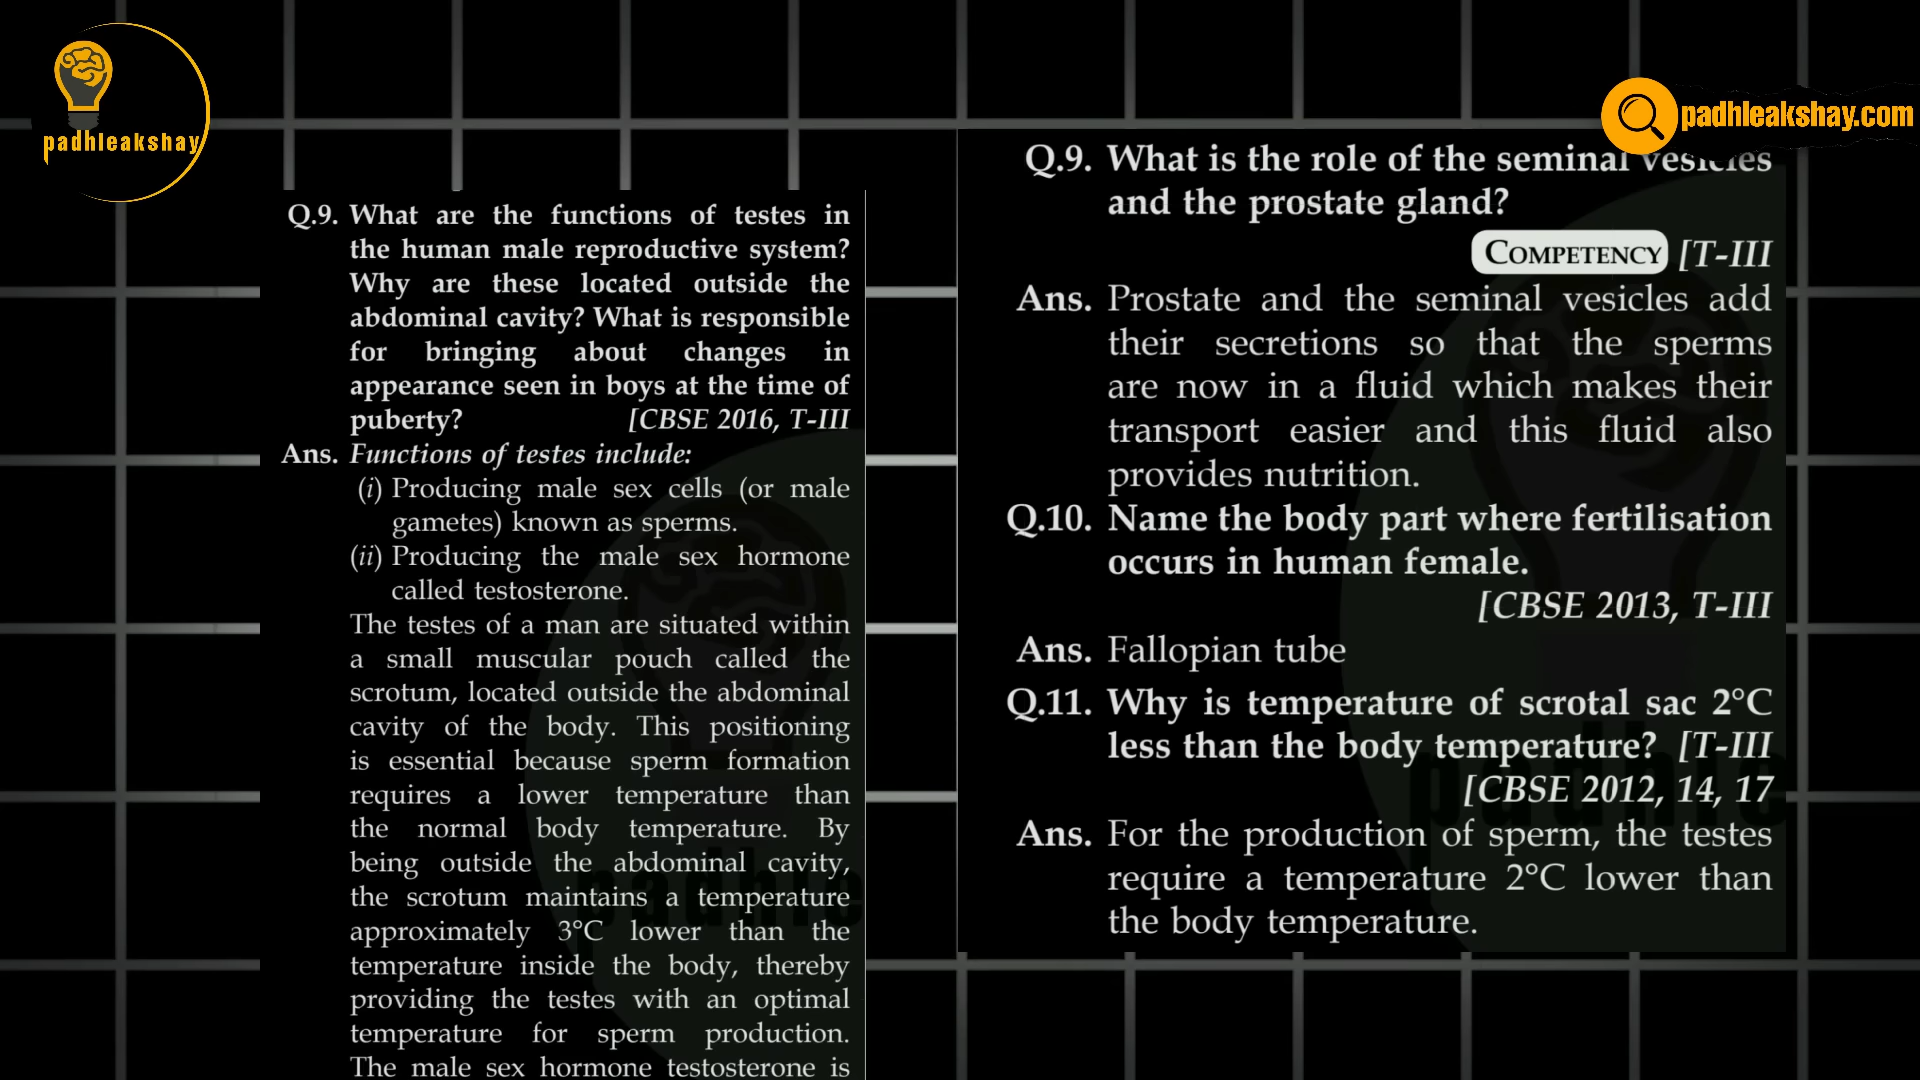 padhleakshay
padhleakshay.com
Q.9. What are the functions of testes in
the human male reproductive system?
Why are these located outside the
abdominal cavity? What is responsible
for bringing about changes in
appearance seen in boys at the time of
puberty? [CBSE 2016, T-III
Ans. Functions of testes include:
(i) Producing male sex cells (or male
gametes) known as sperms.
(ii) Producing the male sex hormone
called testosterone.
The testes of a man are situated within
a small muscular pouch called the
scrotum, located outside the abdominal
cavity of the body. This positioning
is essential because sperm formation
requires a lower temperature than
the normal body temperature. By
being outside the abdominal cavity,
the scrotum maintains a temperature
approximately 3°C lower than the
temperature inside the body, thereby
providing the testes with an optimal
temperature for sperm production.
The male sex hormone testosterone is
Q.9. What is the role of the seminal vesicles
and the prostate gland?
COMPETENCY [T-III
Ans. Prostate and the seminal vesicles add
their secretions so that the sperms
are now in a fluid which makes their
transport easier and this fluid also
provides nutrition.
Q.10. Name the body part where fertilisation
occurs in human female.
[CBSE 2013, T-III
Ans. Fallopian tube
Q.11. Why is temperature of scrotal sac 2°C
less than the body temperature? [T-III
[CBSE 2012, 14, 17
Ans. For the production of sperm, the testes
require a temperature 2°C lower than
the body temperature.
padhle
padhle